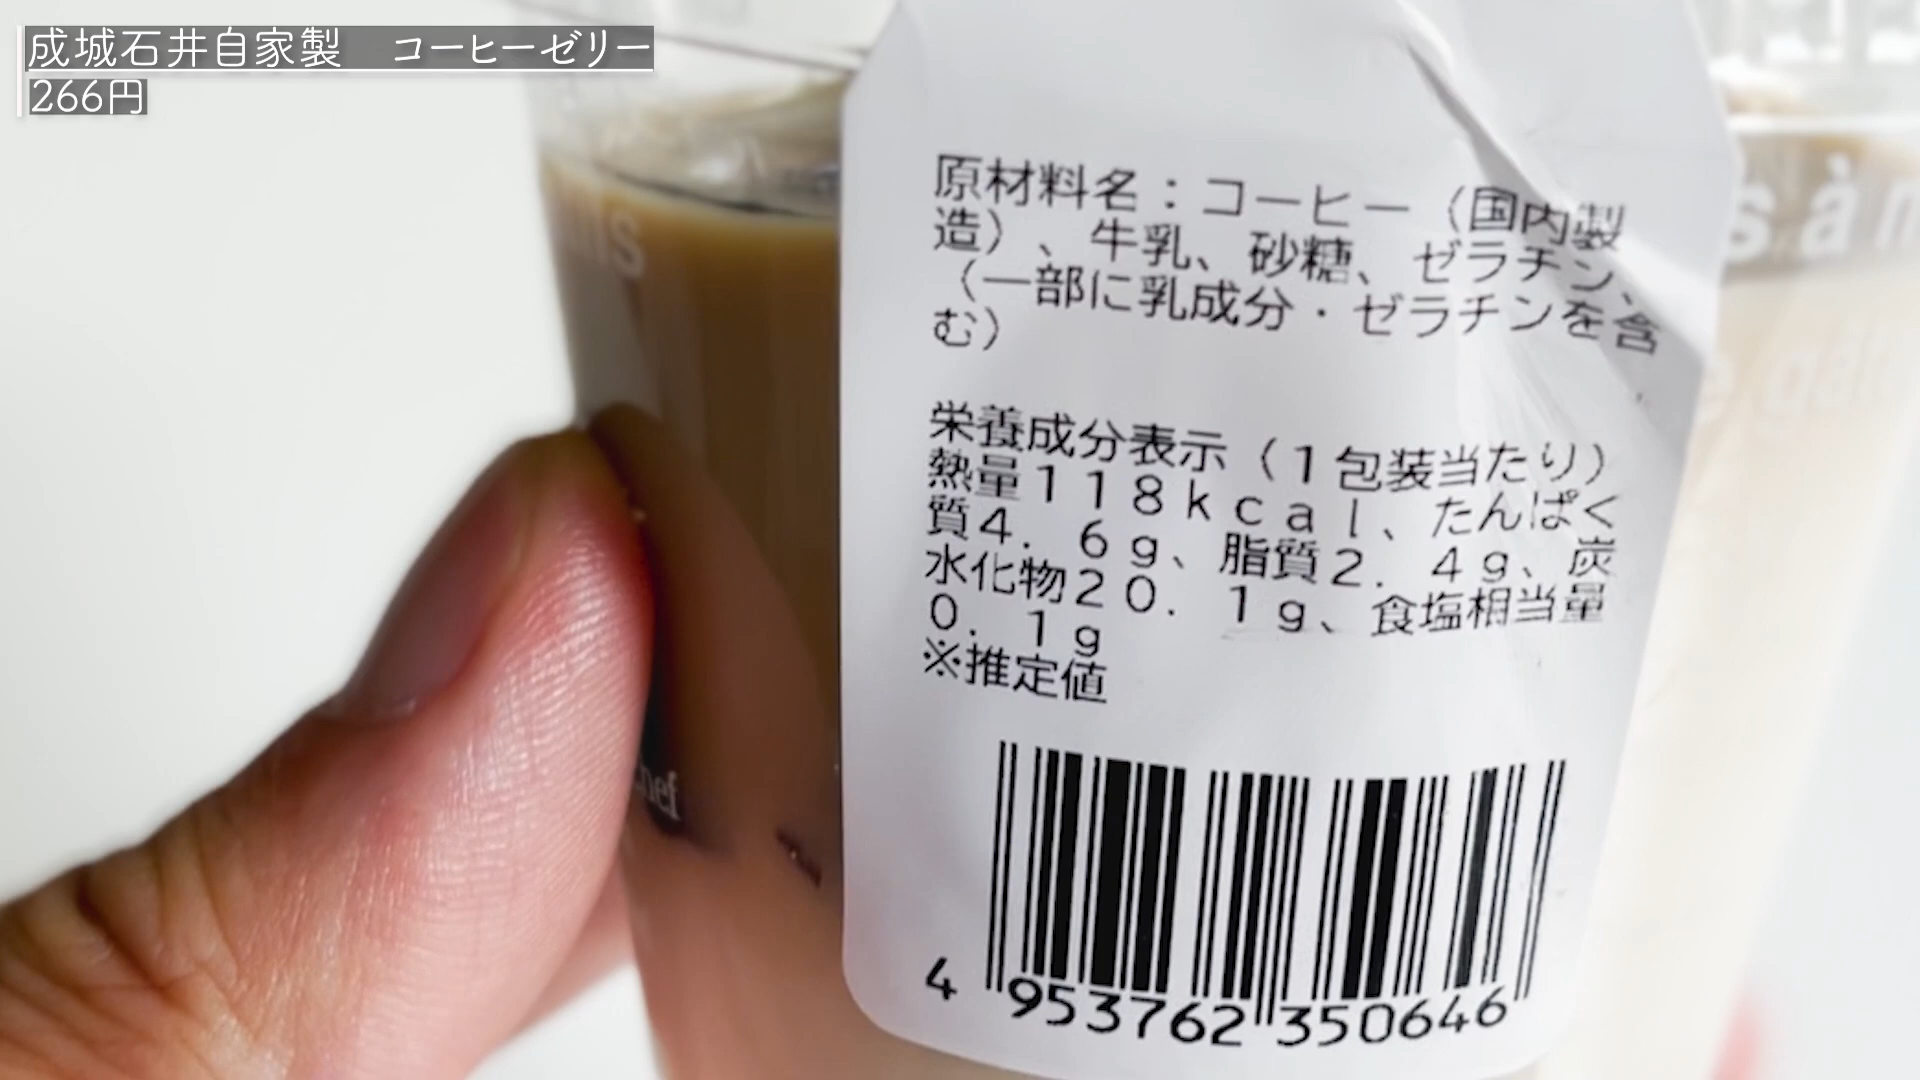 成城石井自家製　コーヒーゼリー
266円
原材料名：コーヒー（国内製
造）、牛乳、砂糖、ゼラチン、
（一部に乳成分・ゼラチンを含
む）
栄養成分表示（１包装当たり）
熱量１１８ｋｃａｌ、たんぱく
質４．６ｇ、脂質２．４ｇ、炭
水化物２０．１ｇ、食塩相当量
０．１ｇ
※推定値
4 953762 350646